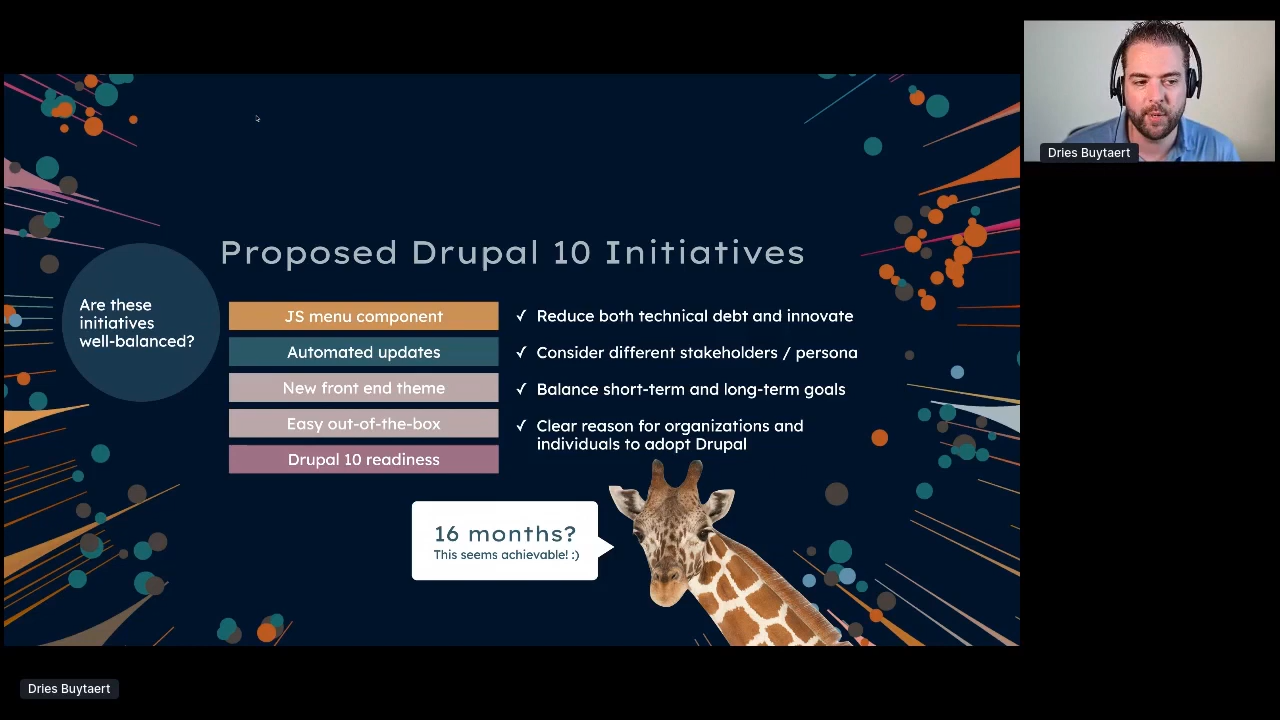 Dries Buytaert
Proposed Drupal 10 Initiatives
Are these
initiatives
well-balanced?
JS menu component
Automated updates
New front end theme
Easy out-of-the-box
Drupal 10 readiness
✓ Reduce both technical debt and innovate
✓ Consider different stakeholders / persona
✓ Balance short-term and long-term goals
✓ Clear reason for organizations and
individuals to adopt Drupal
16 months?
This seems achievable! :)
Dries Buytaert